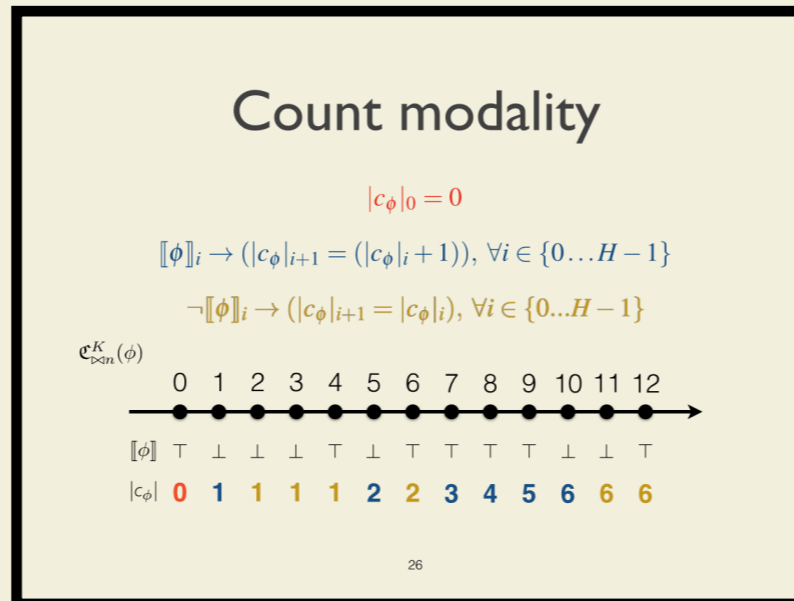 Count modality
|c_ϕ|_0 = 0
⟦ϕ⟧_i → (|c_ϕ|_{i+1} = (|c_ϕ|_i + 1)), ∀i ∈ {0…H − 1}
¬⟦ϕ⟧_i → (|c_ϕ|_{i+1} = |c_ϕ|_i), ∀i ∈ {0...H − 1}
ℭ^K_{⋈n}(ϕ)
0 1 2 3 4 5 6 7 8 9 10 11 12
⟦ϕ⟧ ⊤ ⊥ ⊥ ⊥ ⊤ ⊥ ⊤ ⊤ ⊤ ⊤ ⊥ ⊥ ⊤
|c_ϕ| 0 1 1 1 1 2 2 3 4 5 6 6 6
26